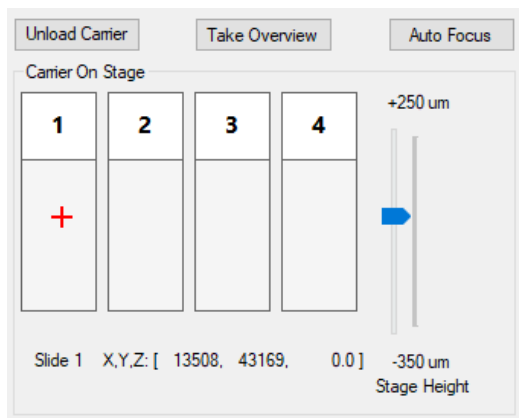 Unload Carrier Take Overview Auto Focus
Carrier On Stage
1 2 3 4
+250 um
Slide 1 X,Y,Z: [ 13508, 43169, 0.0 ]
-350 um
Stage Height